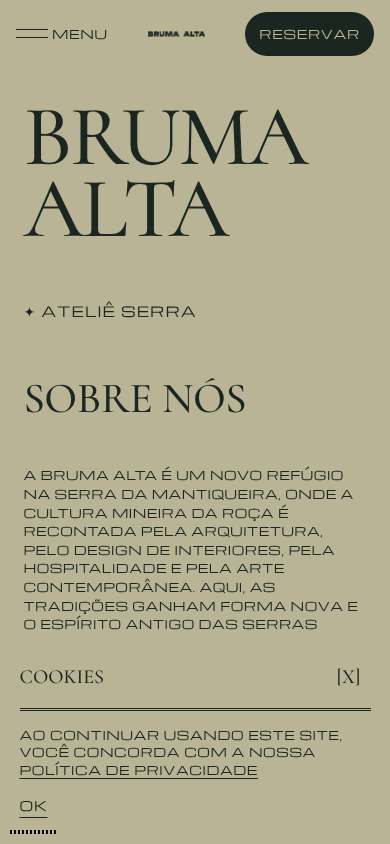 MENU
BRUMA ALTA
RESERVAR
BRUMA
ALTA
✦ ATELIÊ SERRA
SOBRE NÓS
A BRUMA ALTA É UM NOVO REFÚGIO
NA SERRA DA MANTIQUEIRA, ONDE A
CULTURA MINEIRA DA ROÇA É
RECONTADA PELA ARQUITETURA,
PELO DESIGN DE INTERIORES, PELA
HOSPITALIDADE E PELA ARTE
CONTEMPORÂNEA. AQUI, AS
TRADIÇÕES GANHAM FORMA NOVA E
O ESPÍRITO ANTIGO DAS SERRAS
COOKIES [X]
AO CONTINUAR USANDO ESTE SITE,
VOCÊ CONCORDA COM A NOSSA
POLÍTICA DE PRIVACIDADE
OK